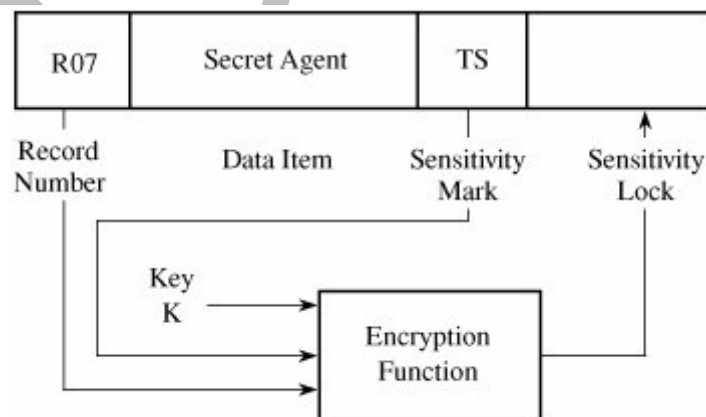 R07 Secret Agent TS
Record Number
Data Item
Sensitivity Mark
Sensitivity Lock
Key K
Encryption Function